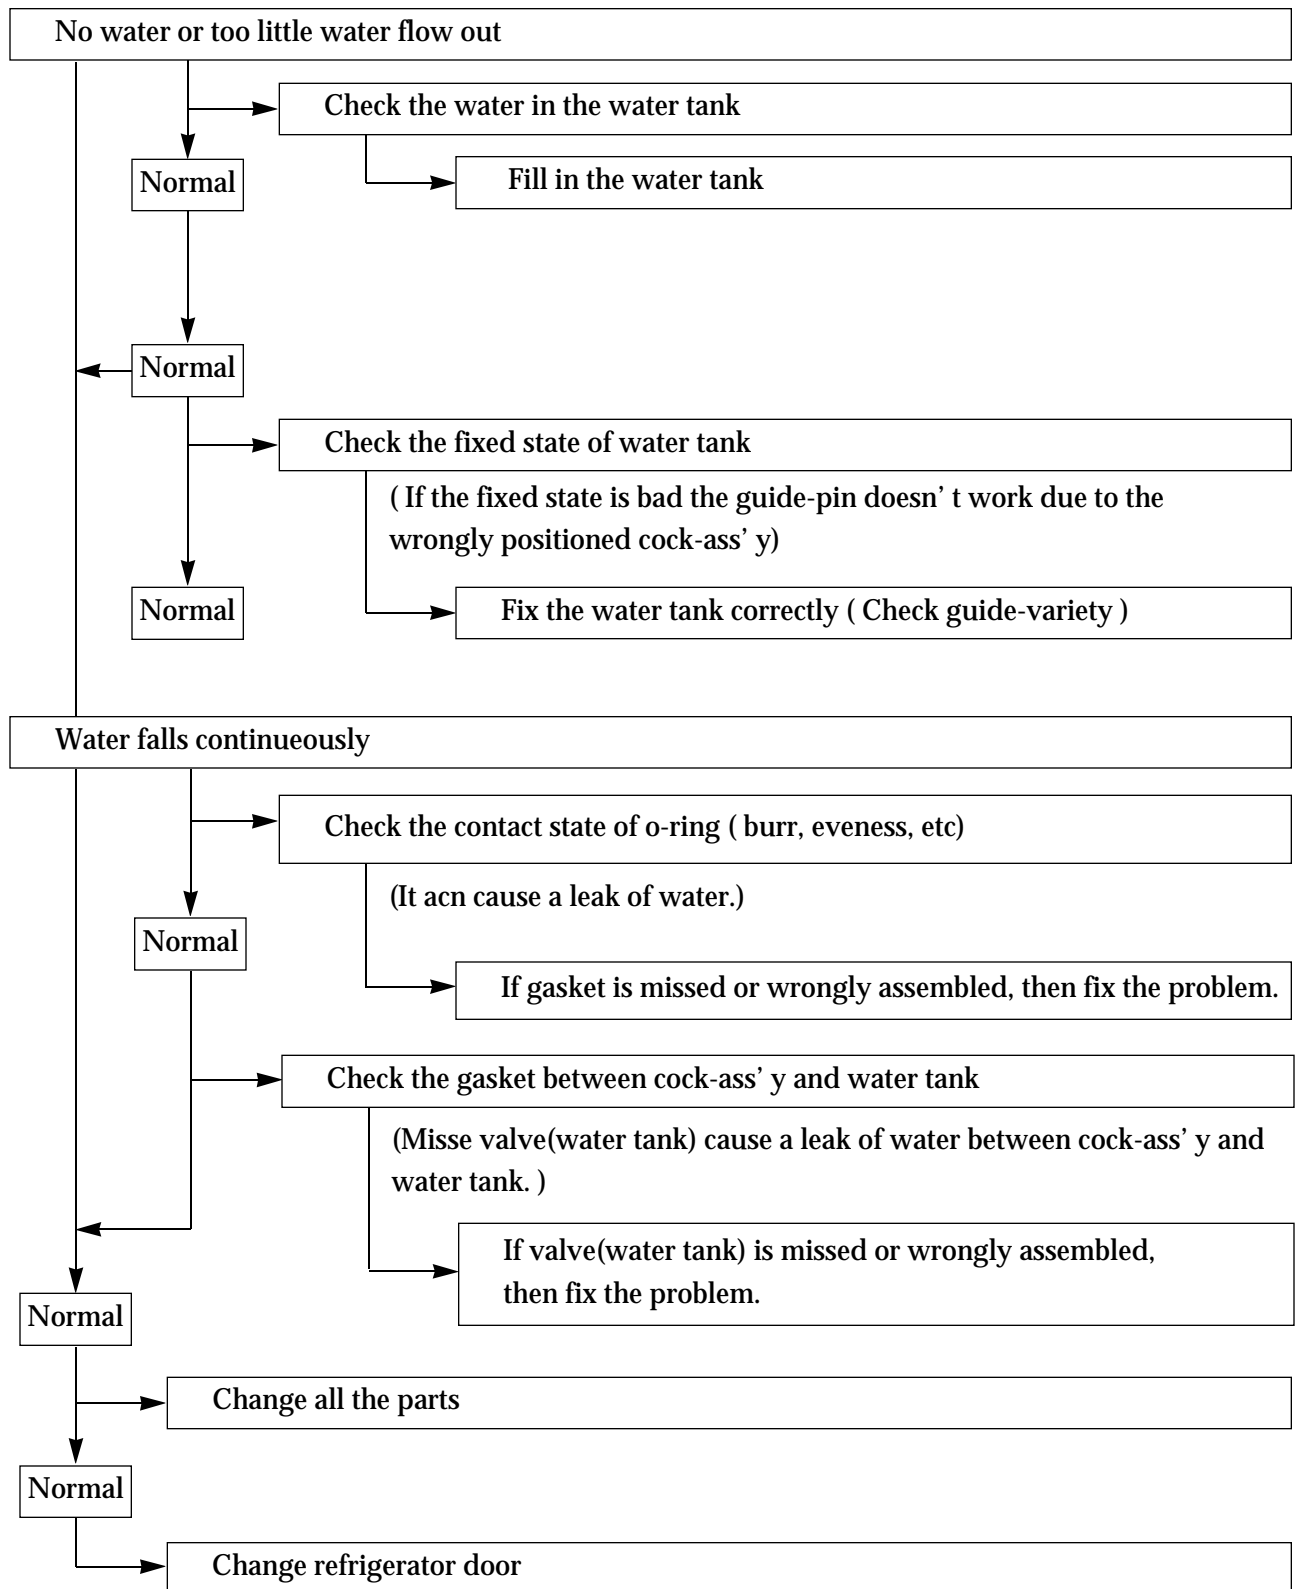 No water or too little water flow out
Check the water in the water tank
Normal
Fill in the water tank
Normal
Check the fixed state of water tank
( If the fixed state is bad the guide-pin doesn’ t work due to the
wrongly positioned cock-ass’ y)
Normal
Fix the water tank correctly ( Check guide-variety )
Water falls continueously
Check the contact state of o-ring ( burr, eveness, etc)
(It acn cause a leak of water.)
Normal
If gasket is missed or wrongly assembled, then fix the problem.
Check the gasket between cock-ass’ y and water tank
(Misse valve(water tank) cause a leak of water between cock-ass’ y and
water tank. )
If valve(water tank) is missed or wrongly assembled,
then fix the problem.
Normal
Change all the parts
Normal
Change refrigerator door